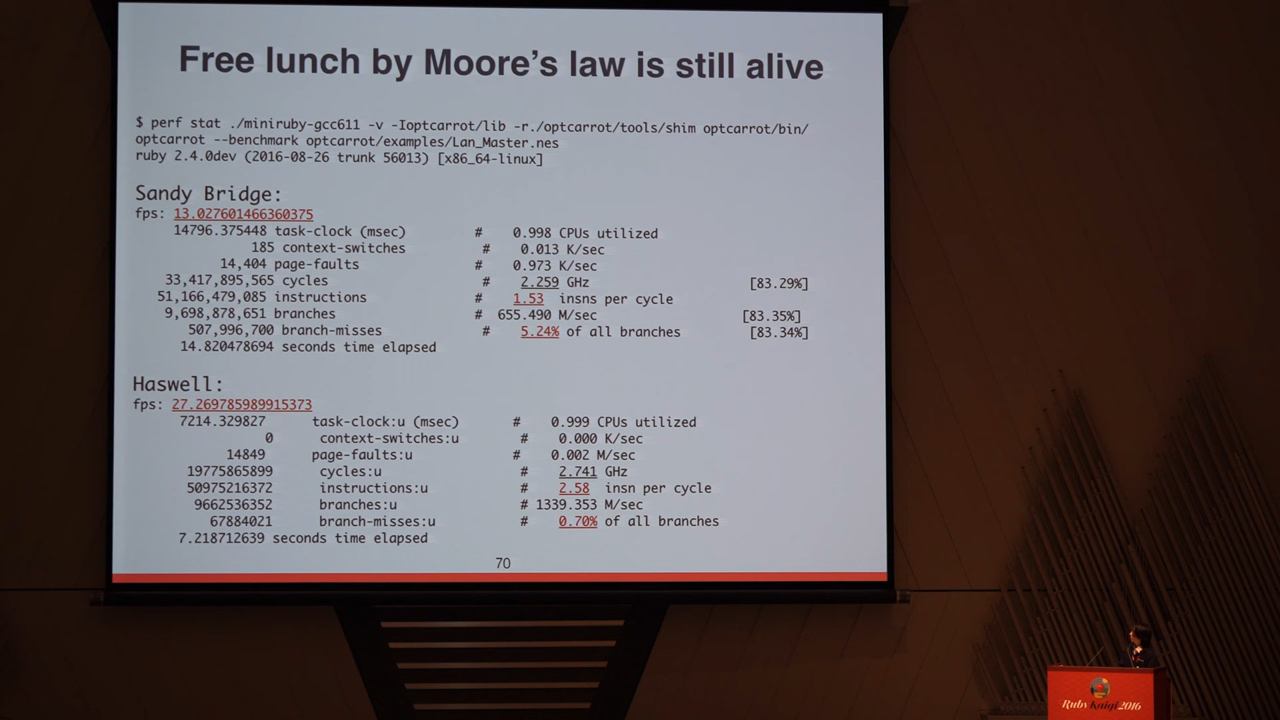 Free lunch by Moore's law is still alive
$ perf stat ./miniruby-gcc611 -v -Ioptcarrot/lib -r./optcarrot/tools/shim optcarrot/bin/
optcarrot --benchmark optcarrot/examples/Lan_Master.nes
ruby 2.4.0dev (2016-08-26 trunk 56013) [x86_64-linux]
Sandy Bridge:
fps: 13.027601466360375
14796.375448 task-clock (msec) # 0.998 CPUs utilized
185 context-switches # 0.013 K/sec
14,404 page-faults # 0.973 K/sec
33,417,895,565 cycles # 2.259 GHz [83.29%]
51,166,479,085 instructions # 1.53 insns per cycle
9,698,878,651 branches # 655.490 M/sec [83.35%]
507,996,700 branch-misses # 5.24% of all branches [83.34%]
14.820478694 seconds time elapsed
Haswell:
fps: 27.269785989915373
7214.329827 task-clock:u (msec) # 0.999 CPUs utilized
0 context-switches:u # 0.000 K/sec
14849 page-faults:u # 0.002 M/sec
19775865899 cycles:u # 2.741 GHz
50975216372 instructions:u # 2.58 insn per cycle
9662536352 branches:u # 1339.353 M/sec
67884021 branch-misses:u # 0.70% of all branches
7.218712639 seconds time elapsed
70
RubyKaigi 2016